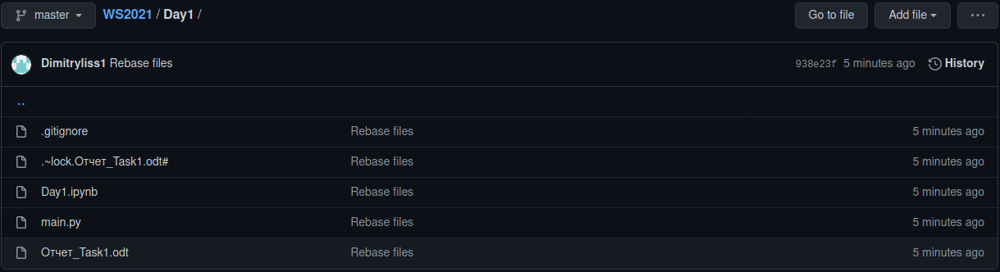 master WS2021 / Day1 / Go to file Add file ...
Dimitryliss1 Rebase files 938e23f 5 minutes ago History
..
.gitignore Rebase files 5 minutes ago
.~lock.Отчет_Task1.odt# Rebase files 5 minutes ago
Day1.ipynb Rebase files 5 minutes ago
main.py Rebase files 5 minutes ago
Отчет_Task1.odt Rebase files 5 minutes ago